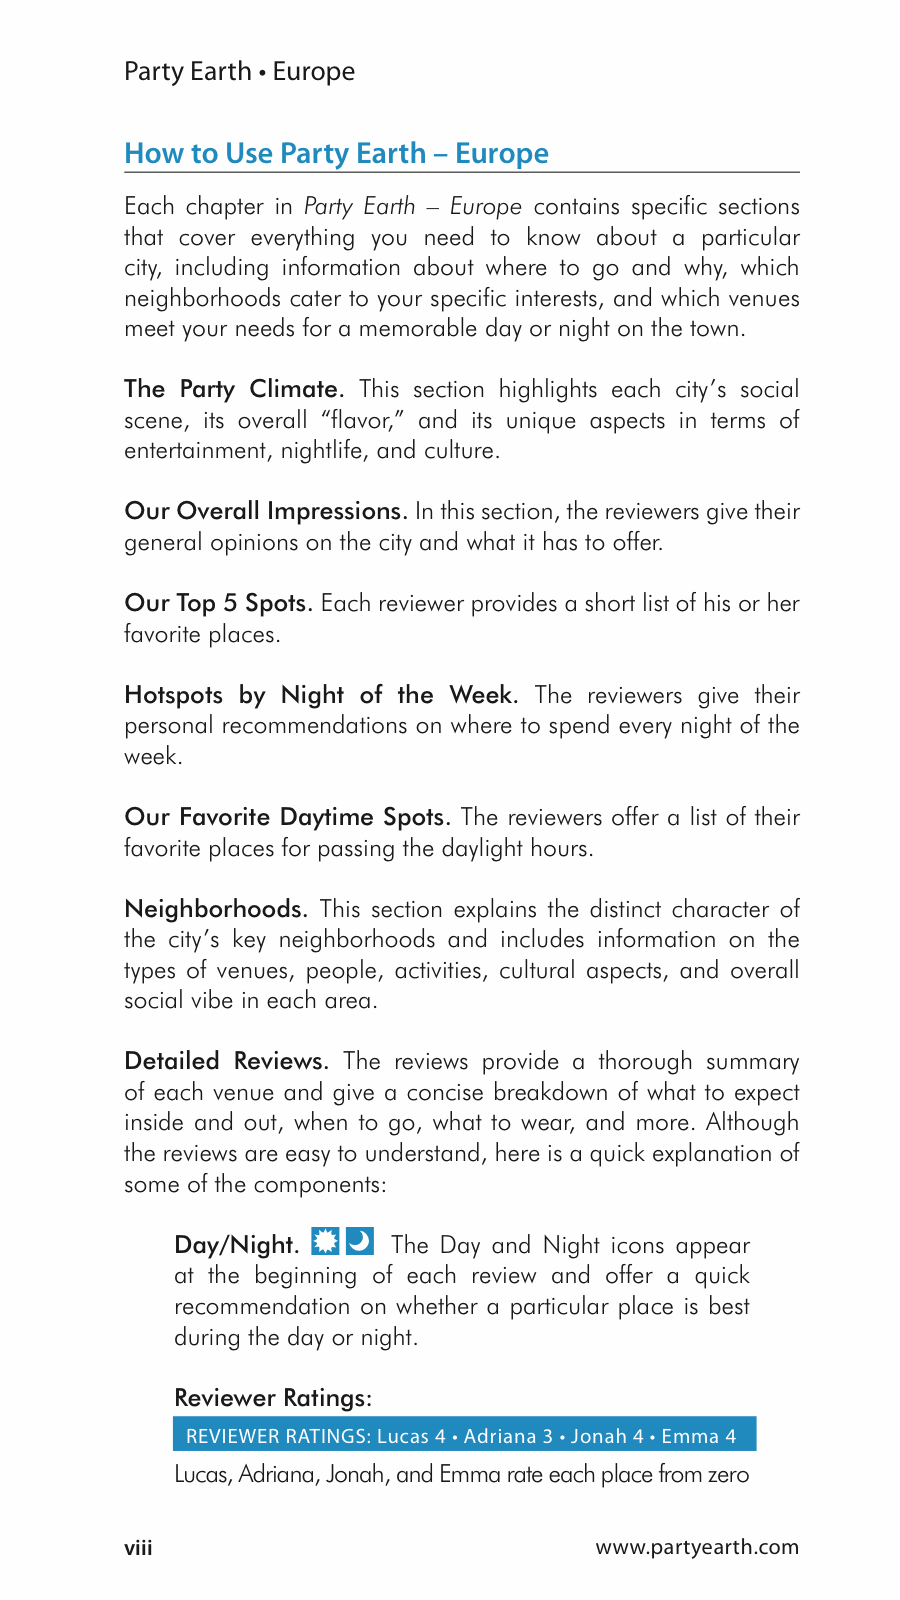 Party Earth • Europe
How to Use Party Earth – Europe
Each chapter in Party Earth – Europe contains specific sections
that cover everything you need to know about a particular
city, including information about where to go and why, which
neighborhoods cater to your specific interests, and which venues
meet your needs for a memorable day or night on the town.
The Party Climate. This section highlights each city’s social
scene, its overall “flavor,” and its unique aspects in terms of
entertainment, nightlife, and culture.
Our Overall Impressions. In this section, the reviewers give their
general opinions on the city and what it has to offer.
Our Top 5 Spots. Each reviewer provides a short list of his or her
favorite places.
Hotspots by Night of the Week. The reviewers give their
personal recommendations on where to spend every night of the
week.
Our Favorite Daytime Spots. The reviewers offer a list of their
favorite places for passing the daylight hours.
Neighborhoods. This section explains the distinct character of
the city’s key neighborhoods and includes information on the
types of venues, people, activities, cultural aspects, and overall
social vibe in each area.
Detailed Reviews. The reviews provide a thorough summary
of each venue and give a concise breakdown of what to expect
inside and out, when to go, what to wear, and more. Although
the reviews are easy to understand, here is a quick explanation of
some of the components:
Day/Night. The Day and Night icons appear
at the beginning of each review and offer a quick
recommendation on whether a particular place is best
during the day or night.
Reviewer Ratings:
REVIEWER RATINGS: Lucas 4 • Adriana 3 • Jonah 4 • Emma 4
Lucas, Adriana, Jonah, and Emma rate each place from zero
viii
www.partyearth.com